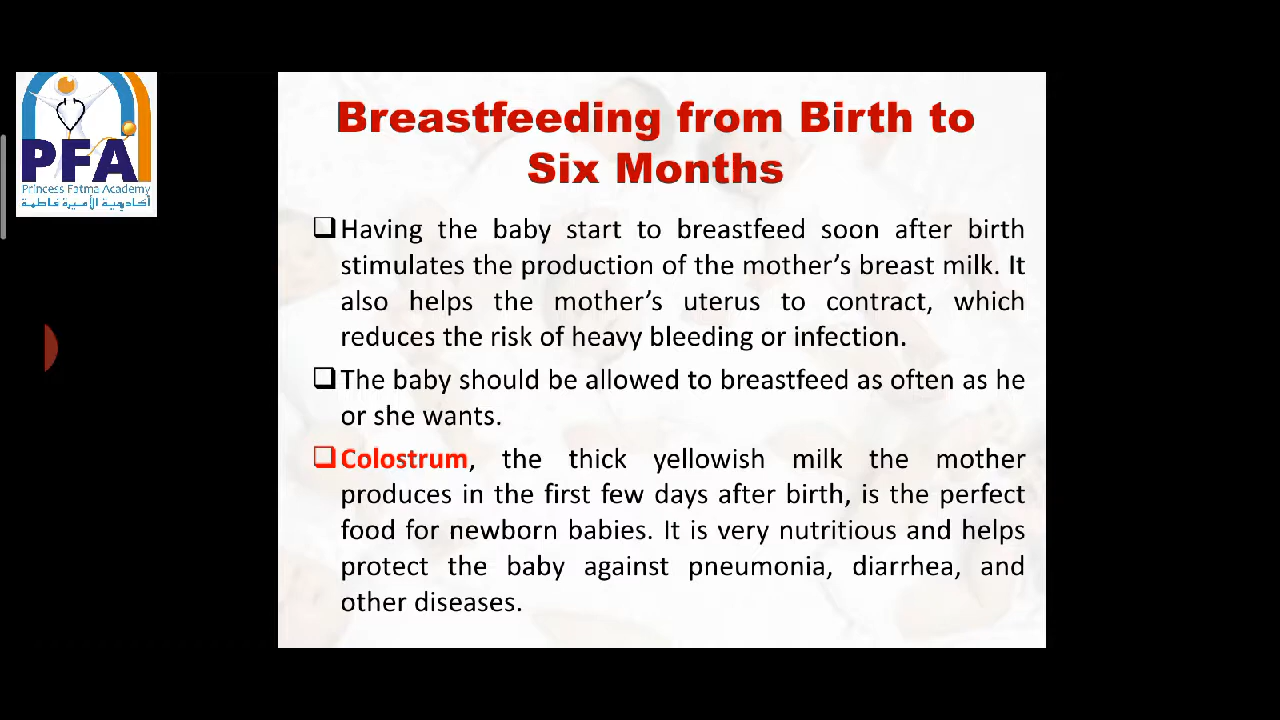 PFA
Princess Fatma Academy
أكاديمية الأميرة فاطمة
Breastfeeding from Birth to
Six Months
Having the baby start to breastfeed soon after birth
stimulates the production of the mother’s breast milk. It
also helps the mother’s uterus to contract, which
reduces the risk of heavy bleeding or infection.
The baby should be allowed to breastfeed as often as he
or she wants.
Colostrum, the thick yellowish milk the mother
produces in the first few days after birth, is the perfect
food for newborn babies. It is very nutritious and helps
protect the baby against pneumonia, diarrhea, and
other diseases.